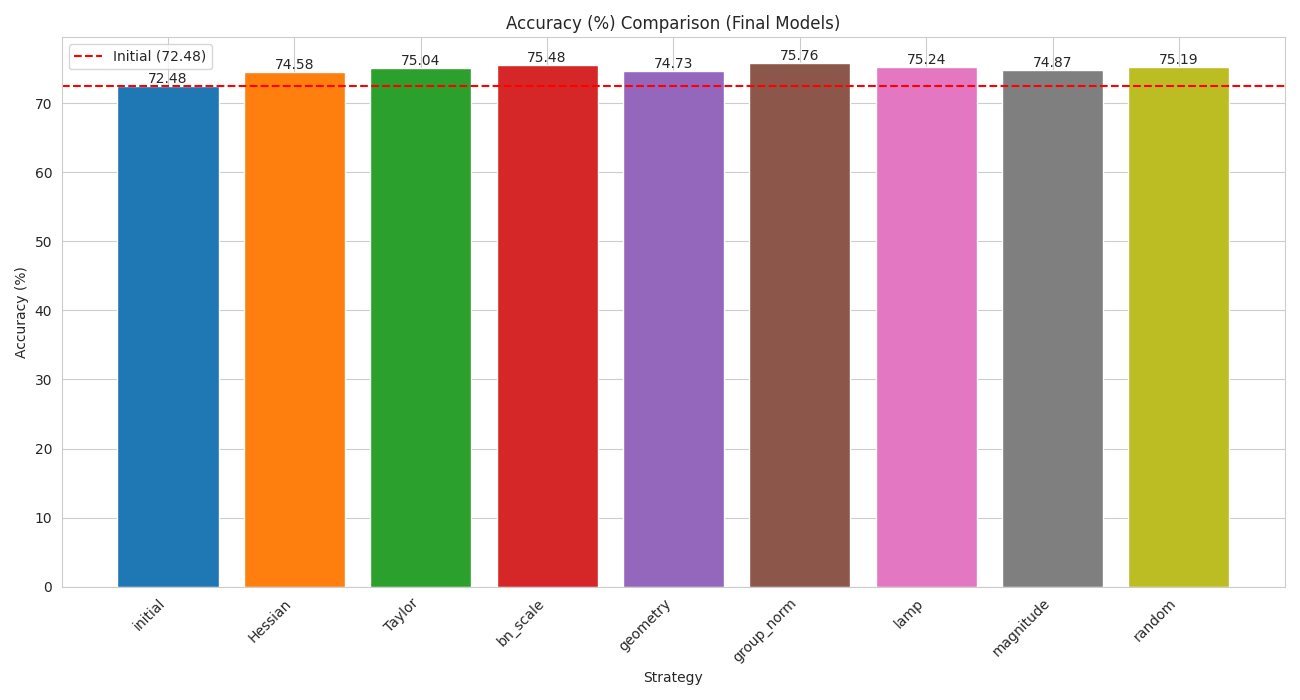 Accuracy (%) Comparison (Final Models)
Initial (72.48)
72.48
74.58
75.04
75.48
74.73
75.76
75.24
74.87
75.19
Accuracy (%)
70
60
50
40
30
20
10
0
initial
Hessian
Taylor
bn_scale
geometry
group_norm
lamp
magnitude
random
Strategy